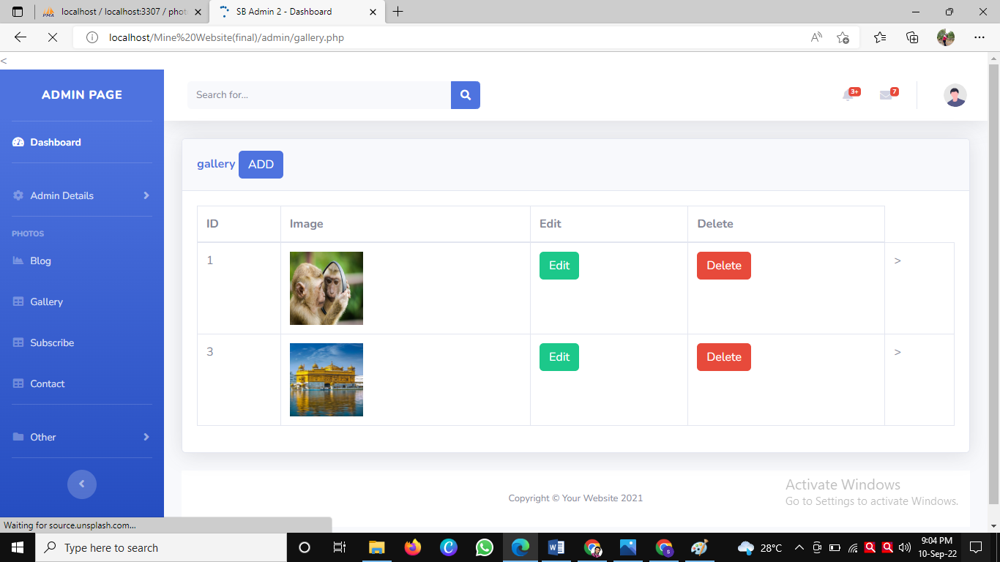 localhost / localhost:3307 / phot
SB Admin 2 - Dashboard
localhost/Mine%20Website(final)/admin/gallery.php
<
ADMIN PAGE
Search for...
3+
7
Dashboard
gallery
ADD
Admin Details
ID
Image
Edit
Delete
PHOTOS
Blog
1
Edit
Delete
>
Gallery
Subscribe
3
Edit
Delete
>
Contact
Other
Copyright © Your Website 2021
Activate Windows
Go to Settings to activate Windows.
Waiting for source.unsplash.com...
Type here to search
28°C
9:04 PM
10-Sep-22